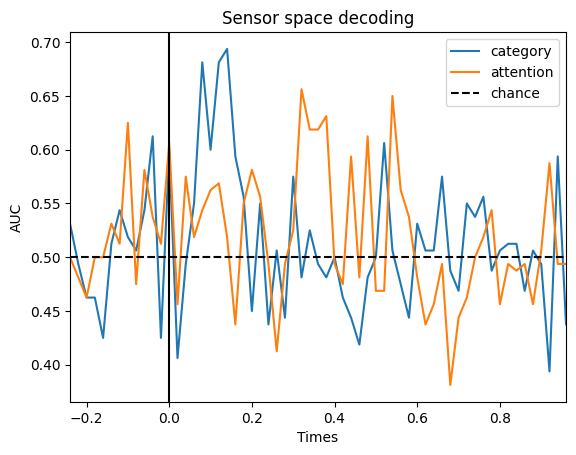 Sensor space decoding
category
attention
chance
AUC
0.70
0.65
0.60
0.55
0.50
0.45
0.40
−0.2
0.0
0.2
0.4
0.6
0.8
Times